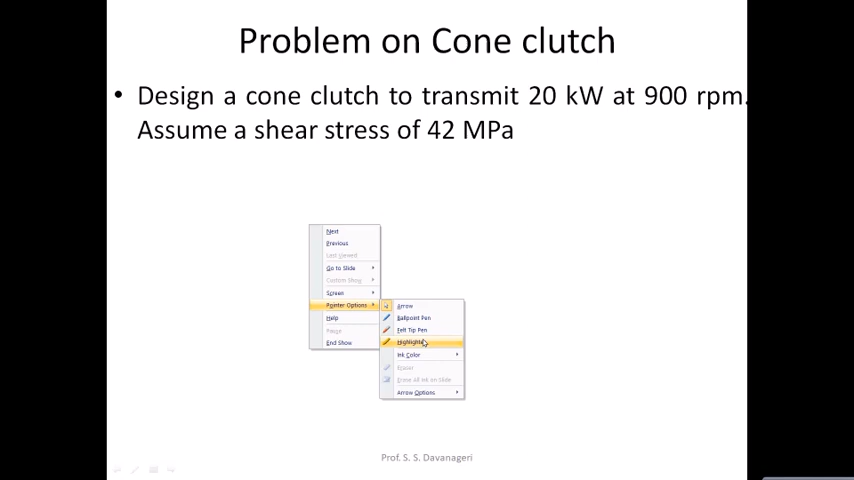 Problem on Cone clutch
• Design a cone clutch to transmit 20 kW at 900 rpm.
Assume a shear stress of 42 MPa
Next
Previous
Last Viewed
Go to Slide
Custom Show
Screen
Pointer Options
Help
Pause
End Show
Arrow
Ballpoint Pen
Felt Tip Pen
Highlighter
Ink Color
Eraser
Erase All Ink on Slide
Arrow Options
Prof. S. S. Davanageri